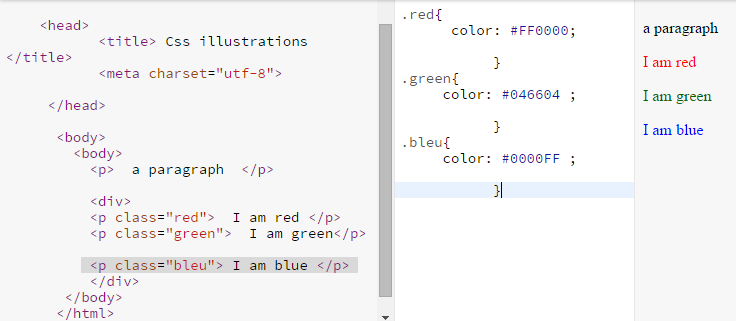 <head>
<title> Css illustrations
</title>
<meta charset="utf-8">
</head>
<body>
<body>
<p>  a paragraph  </p>
<div>
<p class="red">  I am red </p>
<p class="green">  I am green</p>
<p class="bleu"> I am blue </p>
</div>
</body>
</html>
.red{
color: #FF0000;
}
.green{
color: #046604 ;
}
.bleu{
color: #0000FF ;
}
a paragraph
I am red
I am green
I am blue